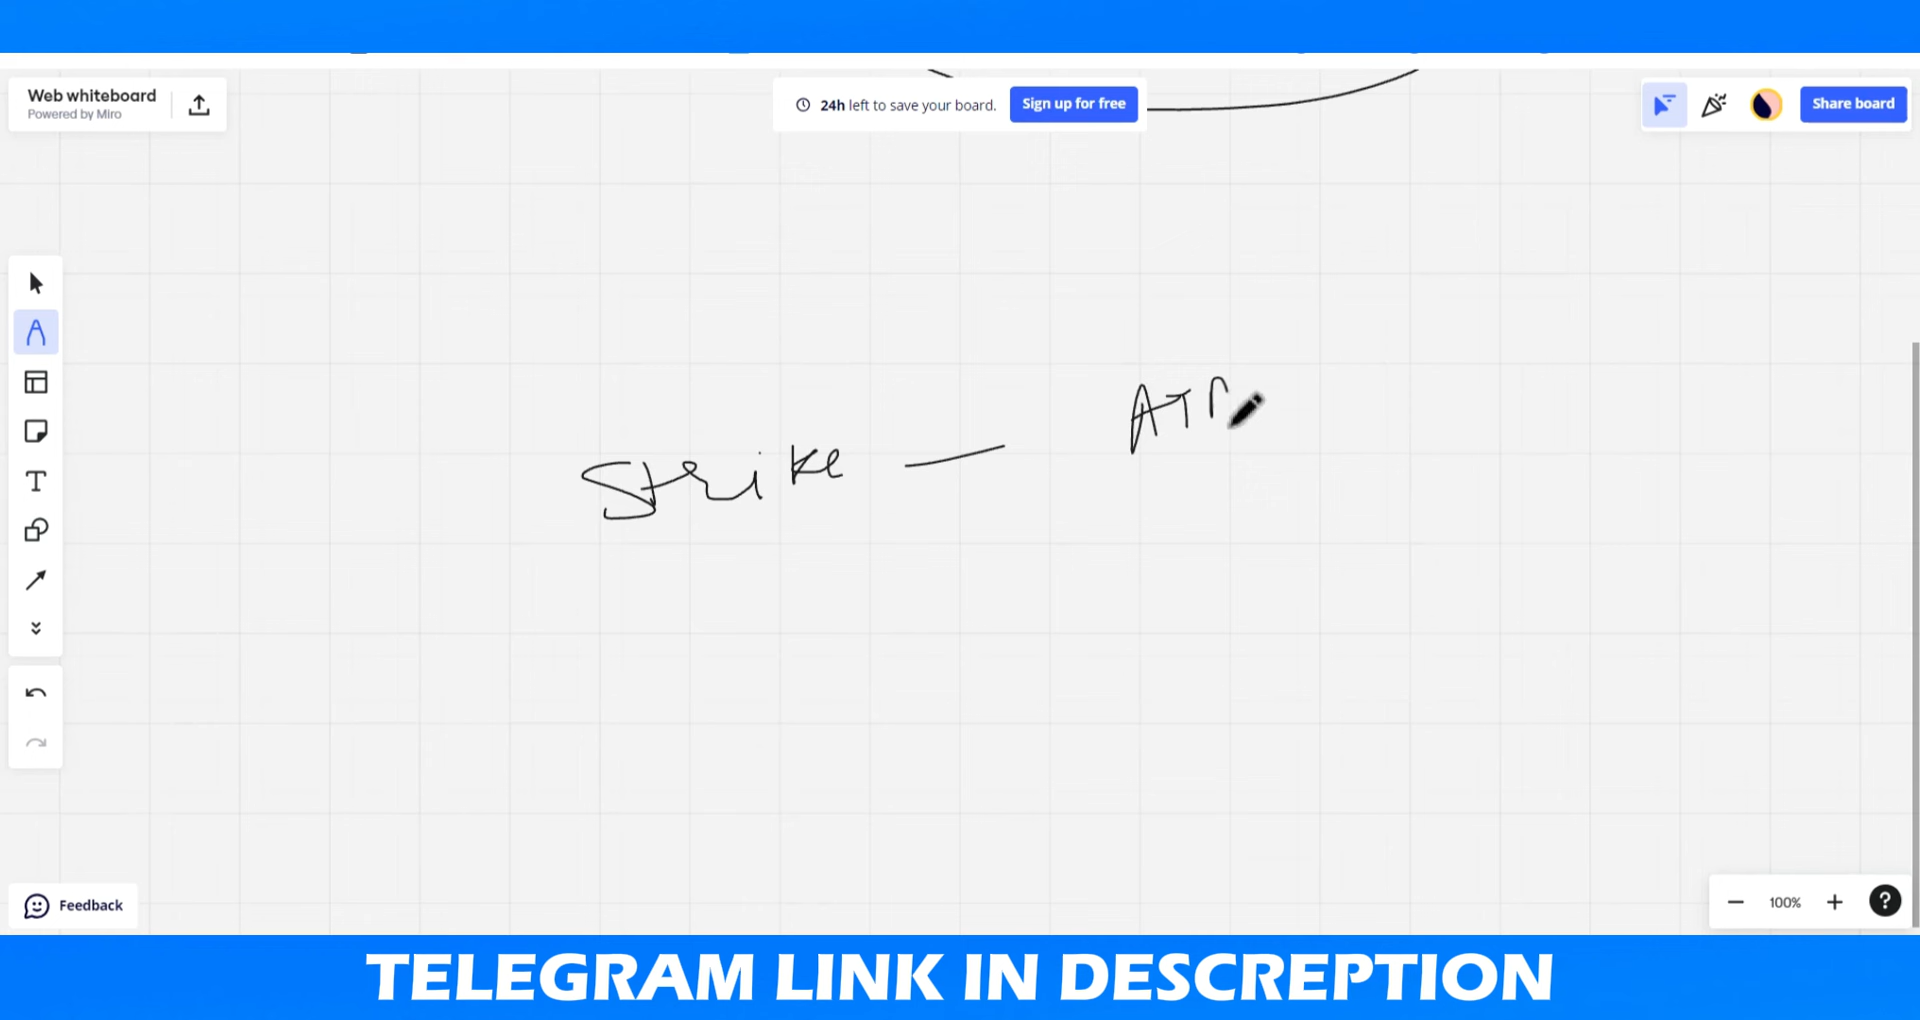 Web whiteboard
Powered by Miro
24h left to save your board.
Sign up for free
Share board
Strike —
T
Feedback
100%
?
TELEGRAM LINK IN DESCREPTION